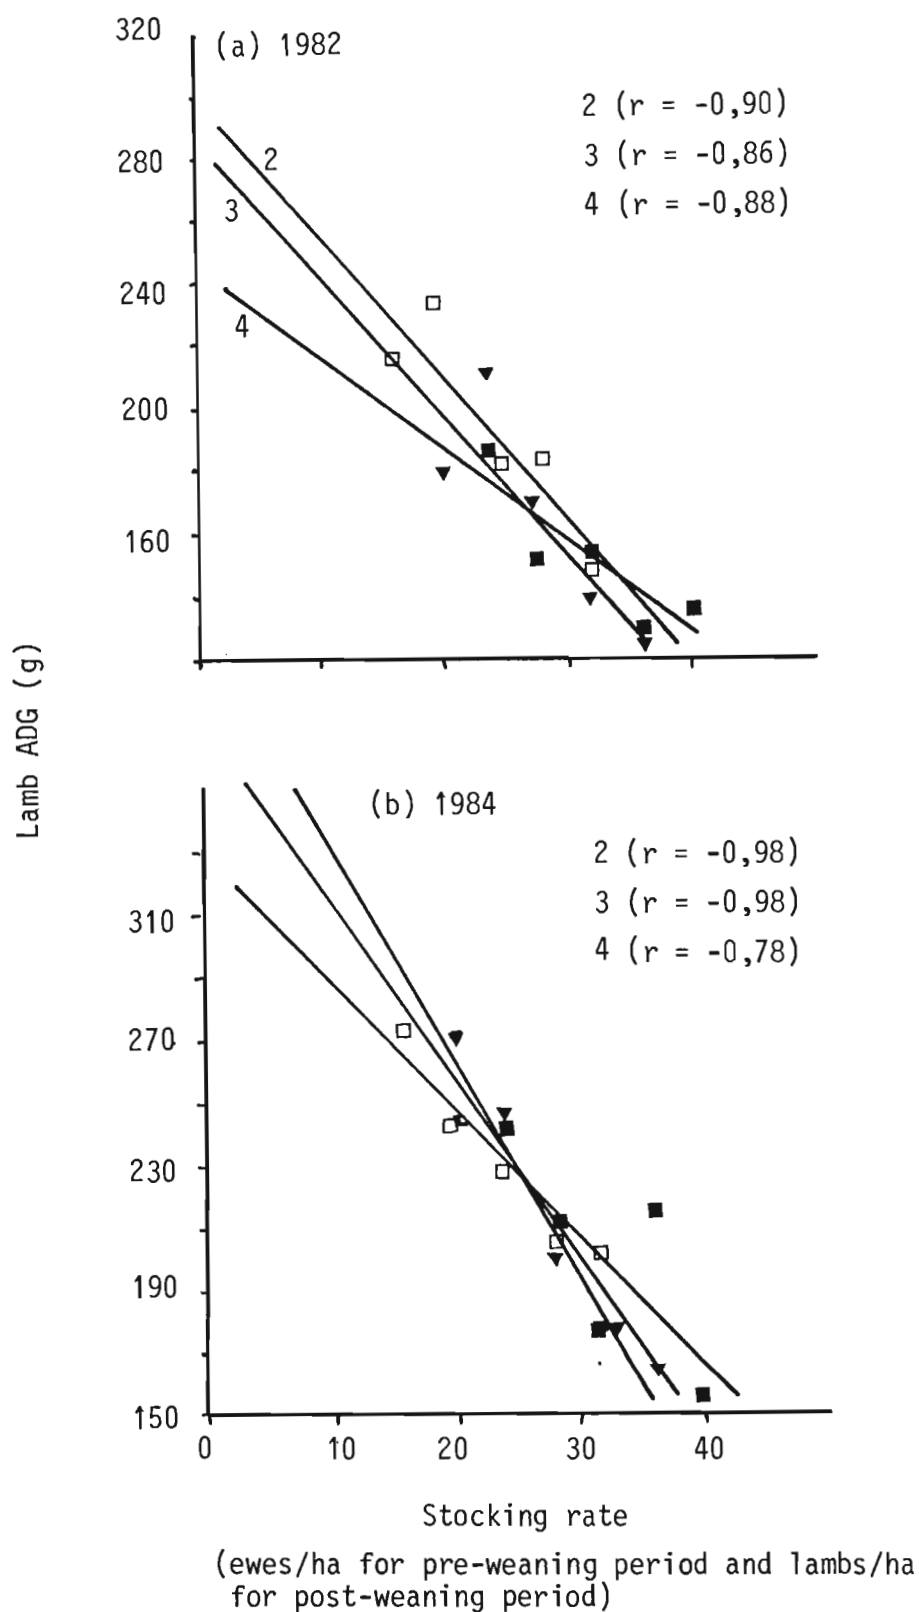 320
(a) 1982
2 (r = -0,90)
280
2
3 (r = -0,86)
3
4 (r = -0,88)
240
4
200
160
Lamb ADG (g)
(b) 1984
2 (r = -0,98)
3 (r = -0,98)
310
4 (r = -0,78)
270
230
190
150
0 10 20 30 40
Stocking rate
(ewes/ha for pre-weaning period and lambs/ha
for post-weaning period)